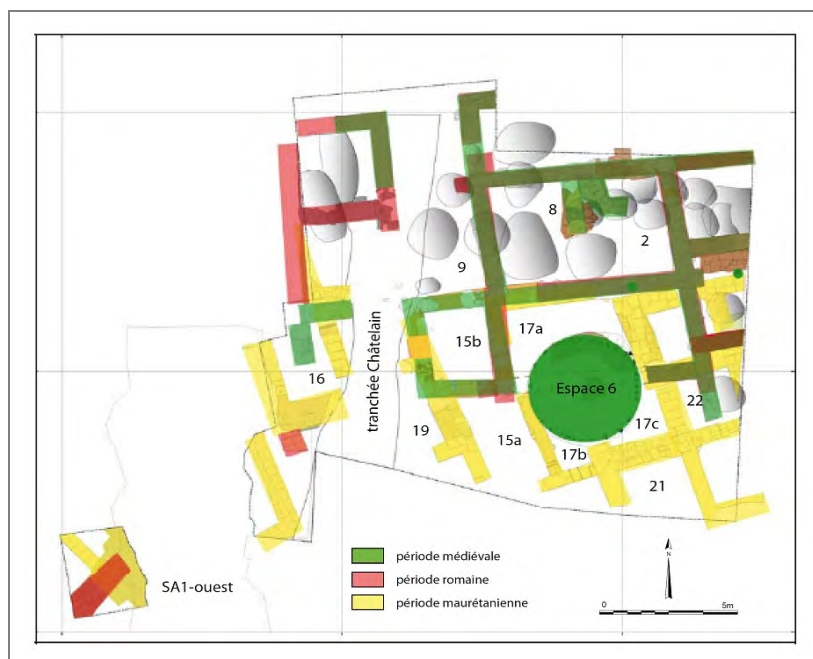 8
2
9
17a
15b
tranchée Châtelain
16
Espace 6
22
19
17c
15a
17b
21
SA1-ouest
période médiévale
période romaine
période maurétanienne
N
0 5m